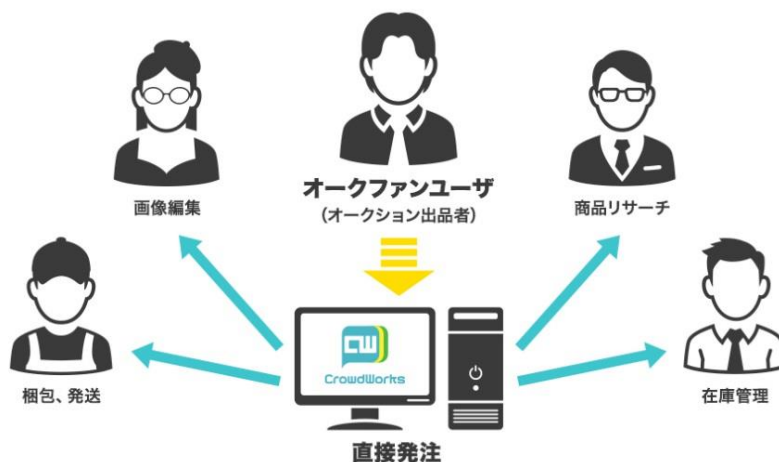 オークファンユーザ
(オークション出品者)
画像編集
商品リサーチ
梱包、発送
CW
CrowdWorks
在庫管理
直接発注